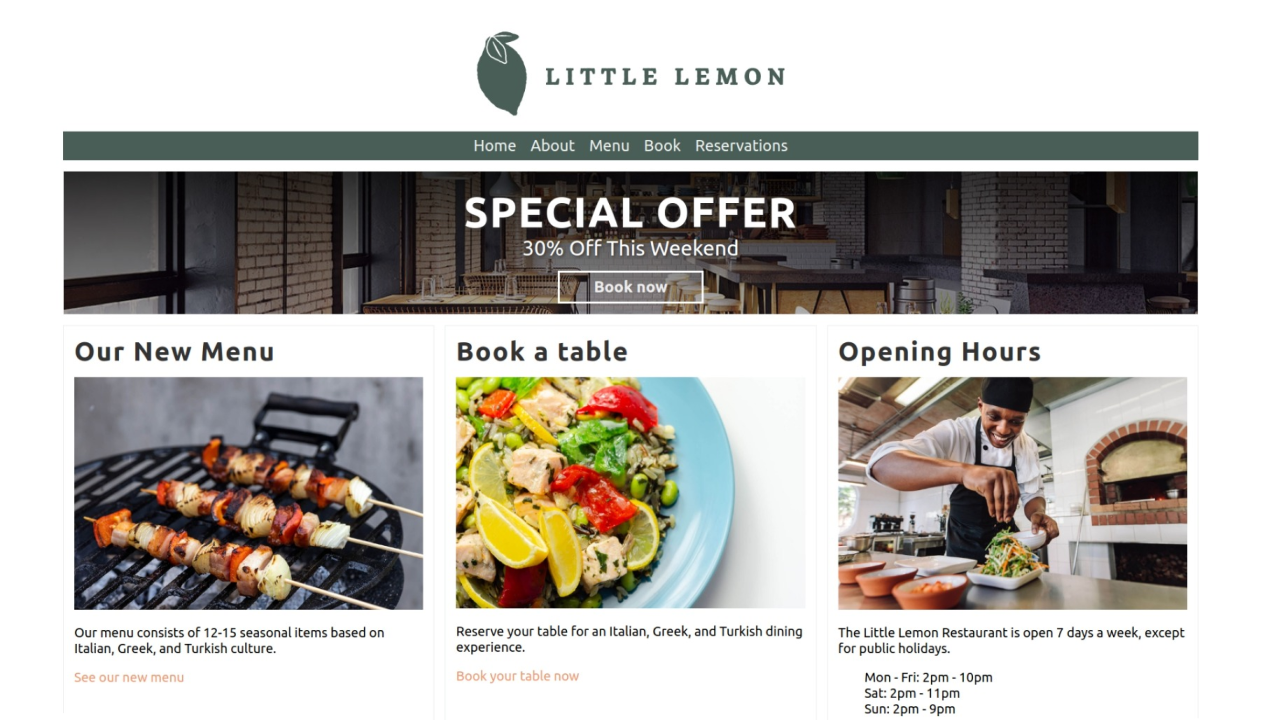 LITTLE LEMON
Home About Menu Book Reservations
SPECIAL OFFER
30% Off This Weekend
Book now
Our New Menu
Our menu consists of 12-15 seasonal items based on
Italian, Greek, and Turkish culture.
See our new menu
Book a table
Reserve your table for an Italian, Greek, and Turkish dining
experience.
Book your table now
Opening Hours
The Little Lemon Restaurant is open 7 days a week, except
for public holidays.
Mon - Fri: 2pm - 10pm
Sat: 2pm - 11pm
Sun: 2pm - 9pm